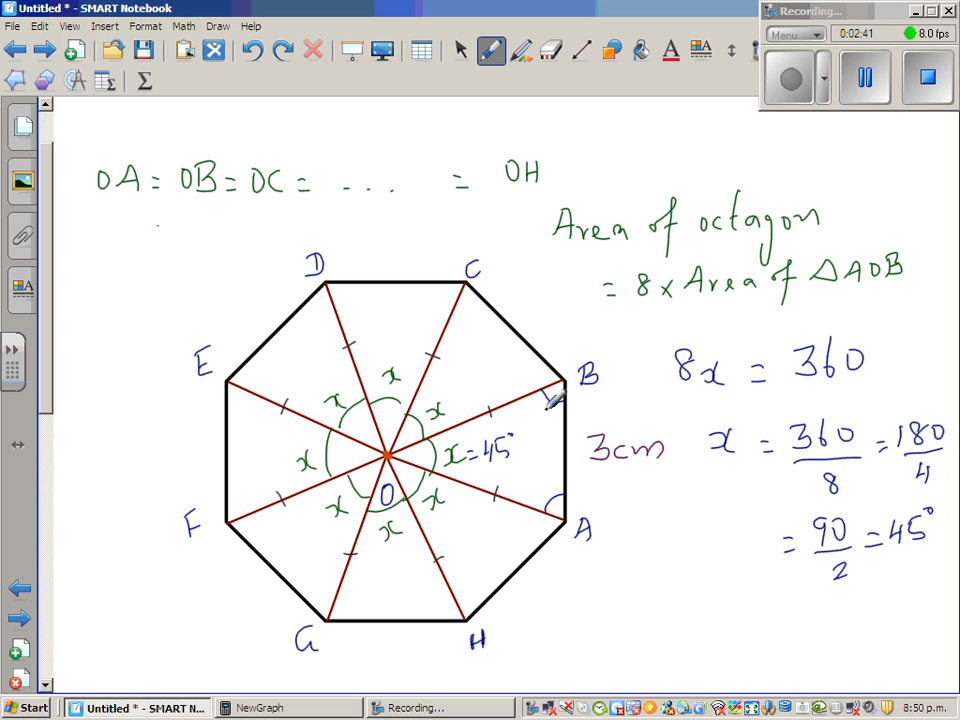 Untitled * - SMART Notebook
Recording...
File Edit View Insert Format Tools Math Draw Help
Menu 0:02:41 8.0 fps
OA = OB = OC = . . . = OH
Area of octagon
= 8 x Area of △AOB
D C
E B
8x = 360
x x x
x x = 45°
3cm
x = 360/8 = 180/4
x x x
O
F A
= 90/2 = 45°
G H
Start Untitled * - SMART N... NewGraph Recording... 8:50 p.m.